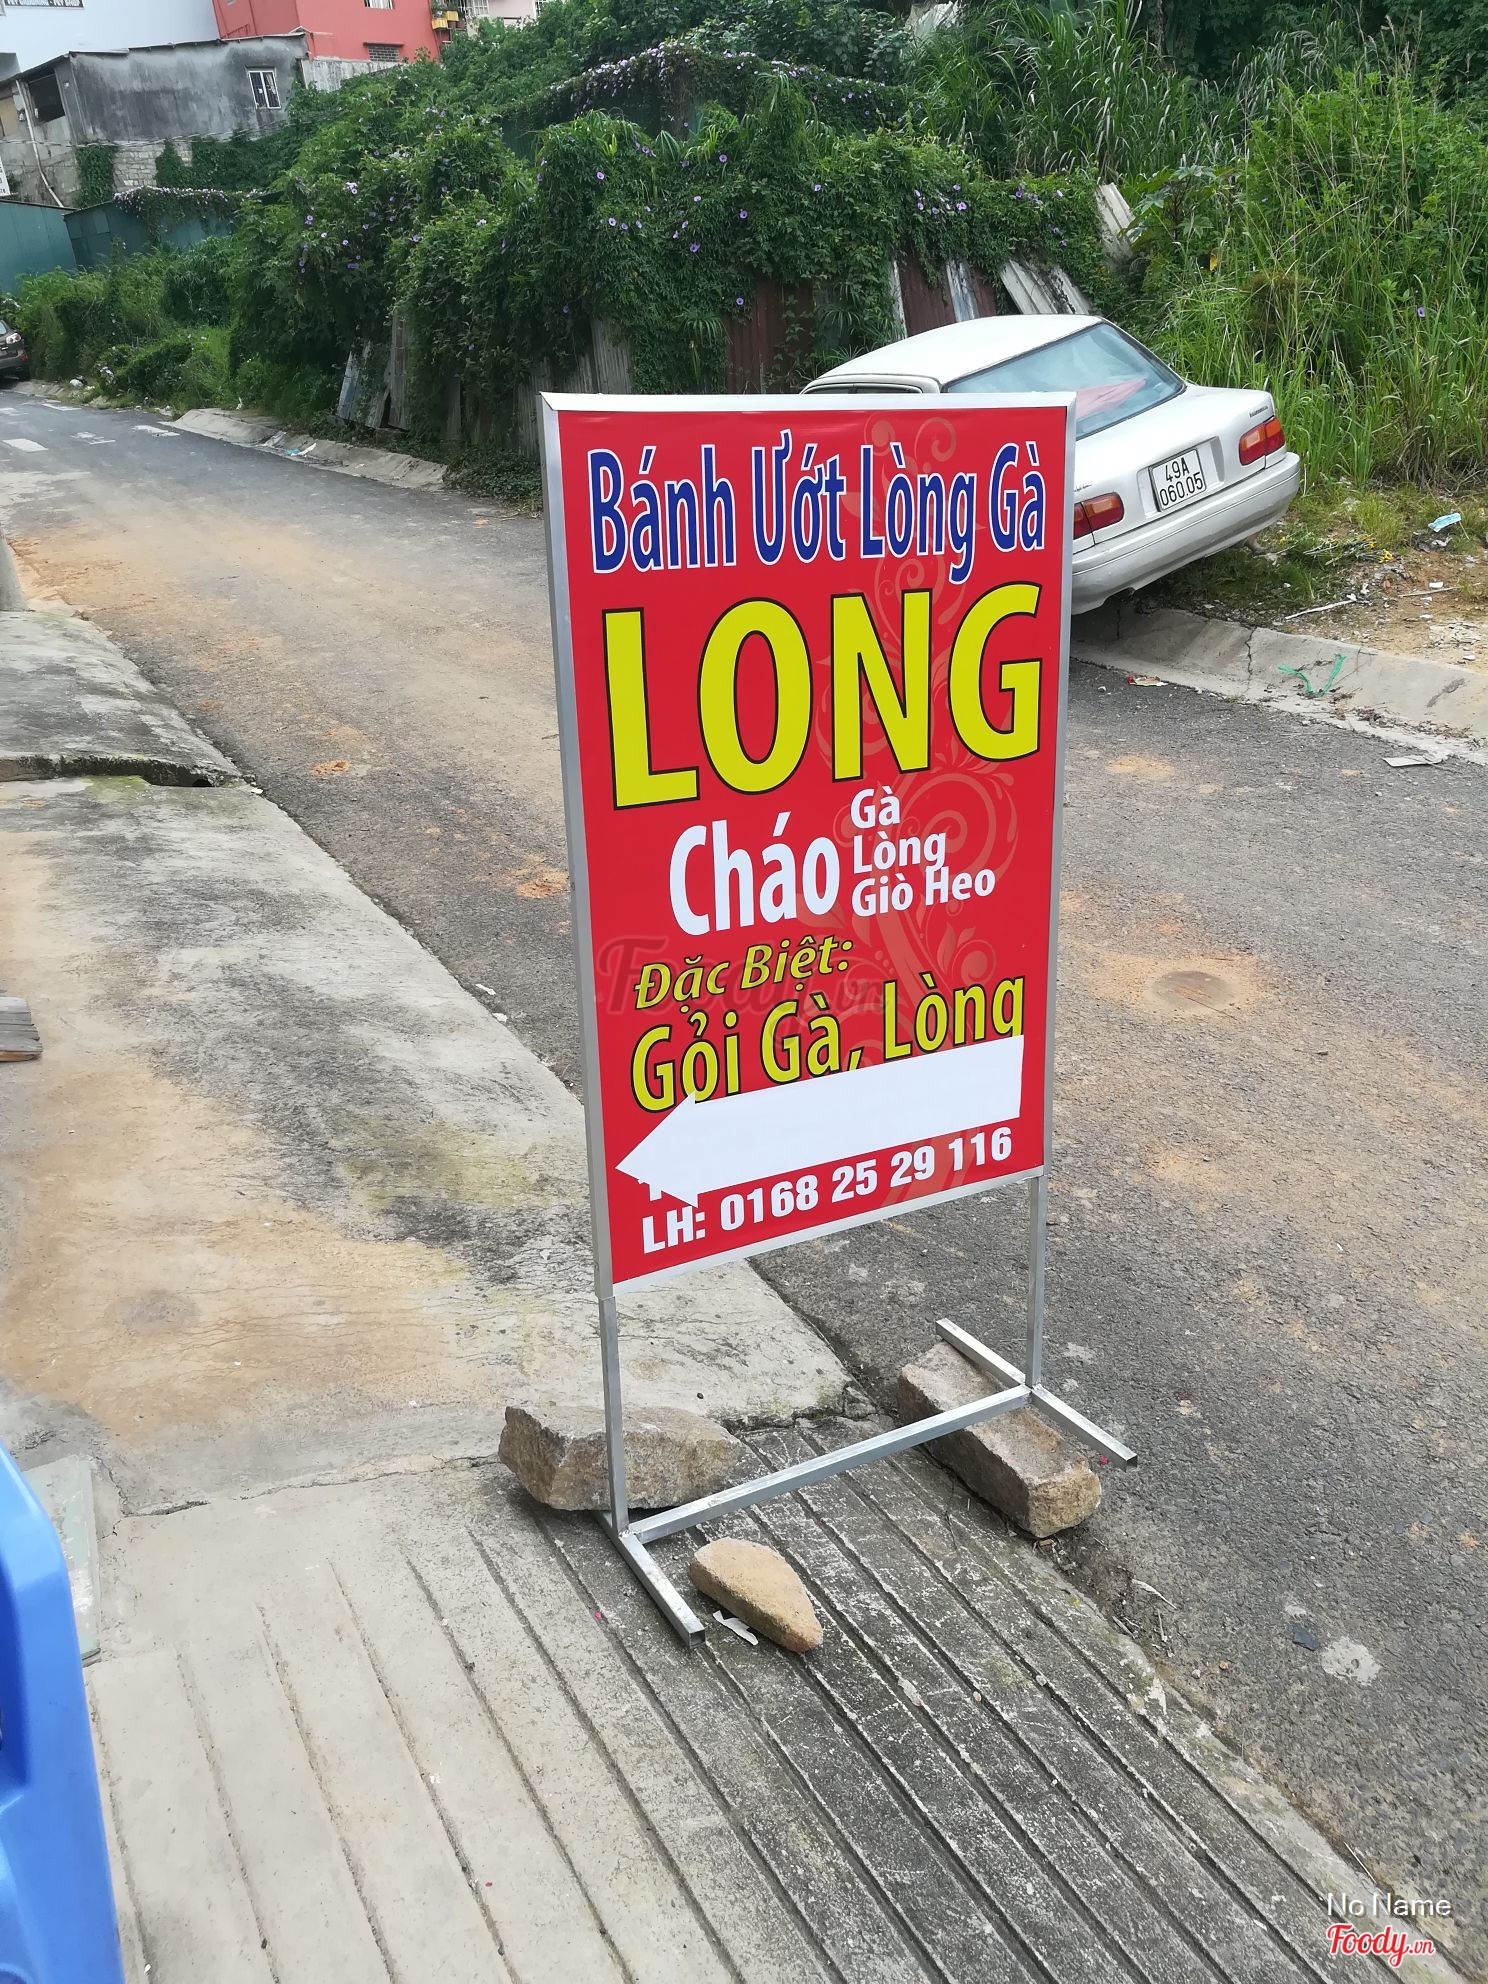 Bánh Ướt Lòng Gà
LONG
Cháo Gà
Lòng
Giò Heo
Đặc Biệt:
Gỏi Gà, Lòng
LH: 0168 25 29 116
49A
060.05
No Name
Foody.vn